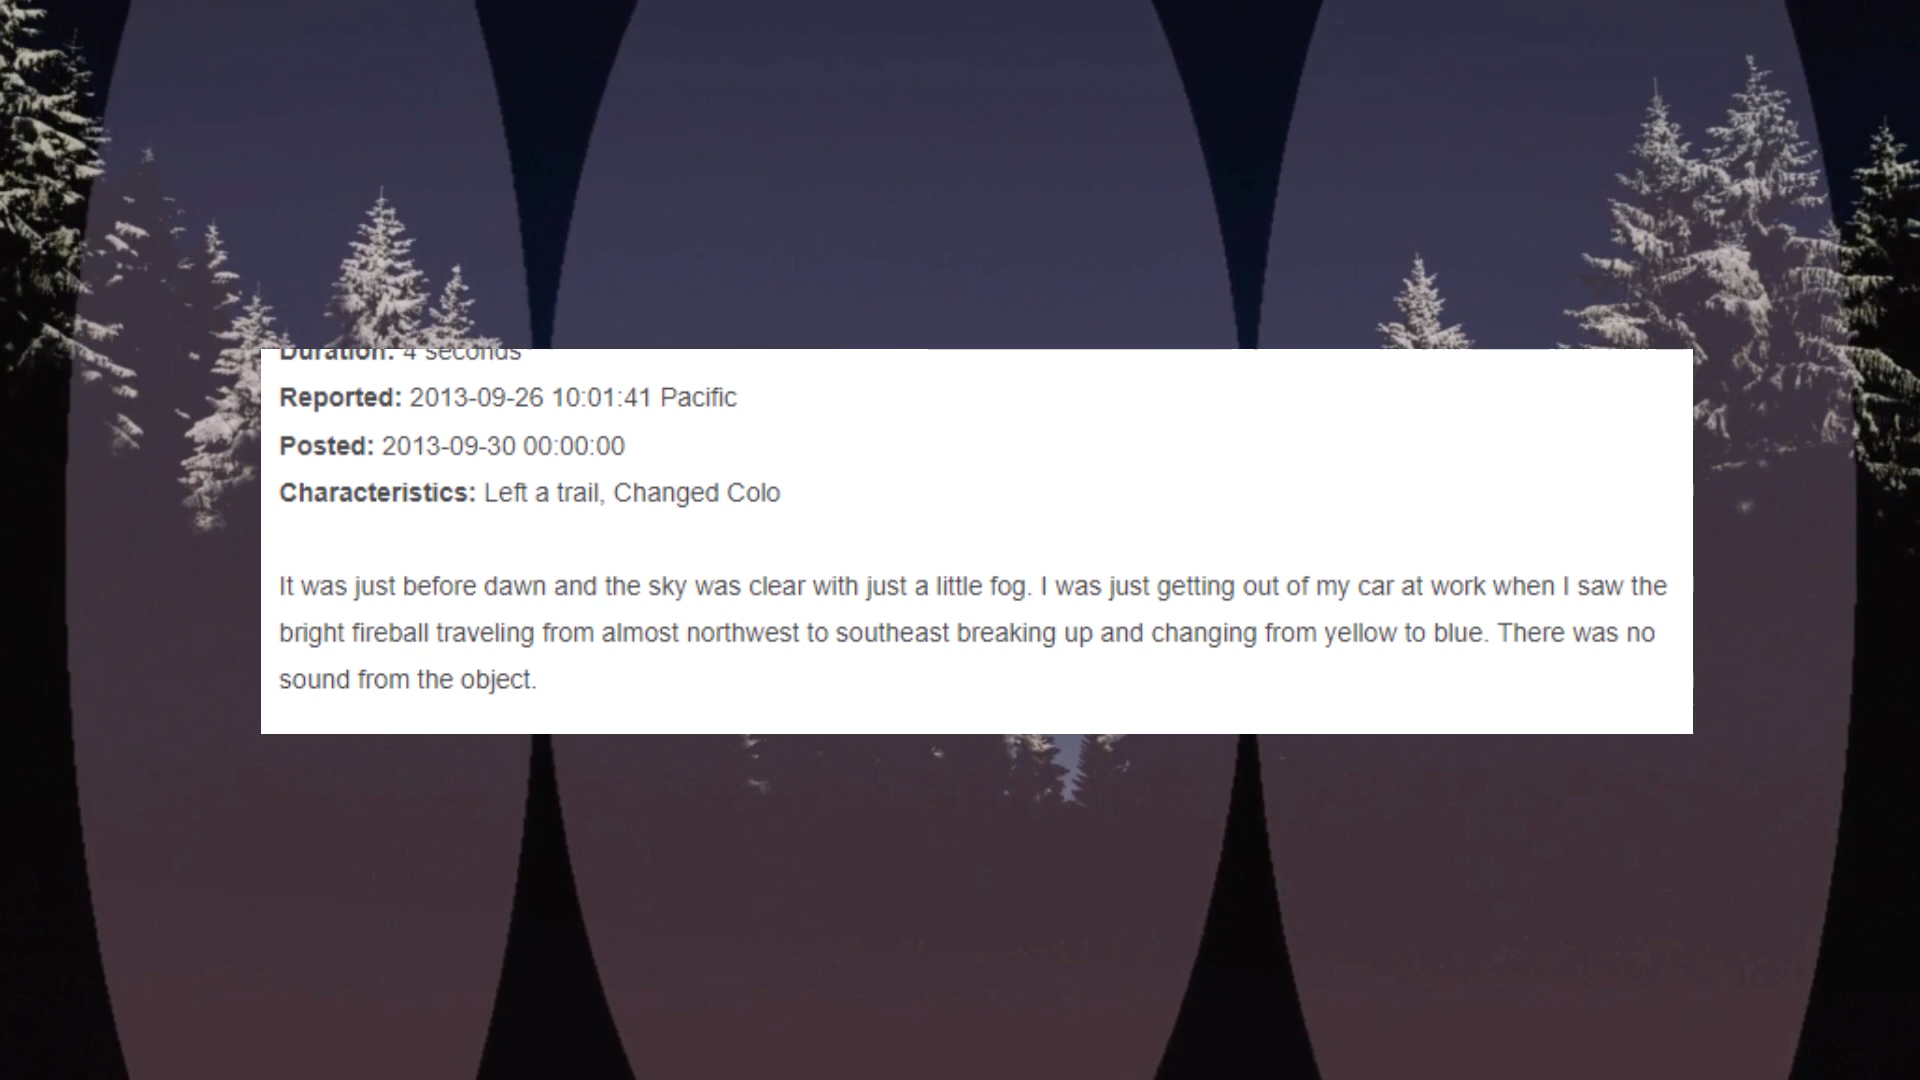 Duration: 4 seconds
Reported: 2013-09-26 10:01:41 Pacific
Posted: 2013-09-30 00:00:00
Characteristics: Left a trail, Changed Colo
It was just before dawn and the sky was clear with just a little fog. I was just getting out of my car at work when I saw the
bright fireball traveling from almost northwest to southeast breaking up and changing from yellow to blue. There was no
sound from the object.